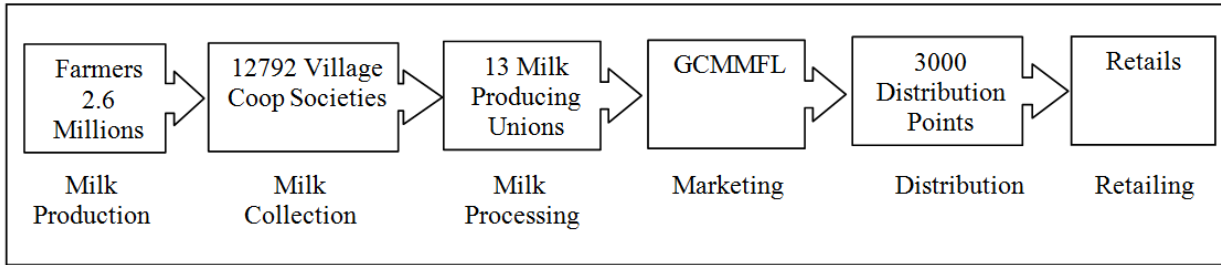 Farmers
2.6
Millions
12792 Village
Coop Societies
13 Milk
Producing
Unions
GCMMFL
3000
Distribution
Points
Retails
Milk
Production
Milk
Collection
Milk
Processing
Marketing
Distribution
Retailing